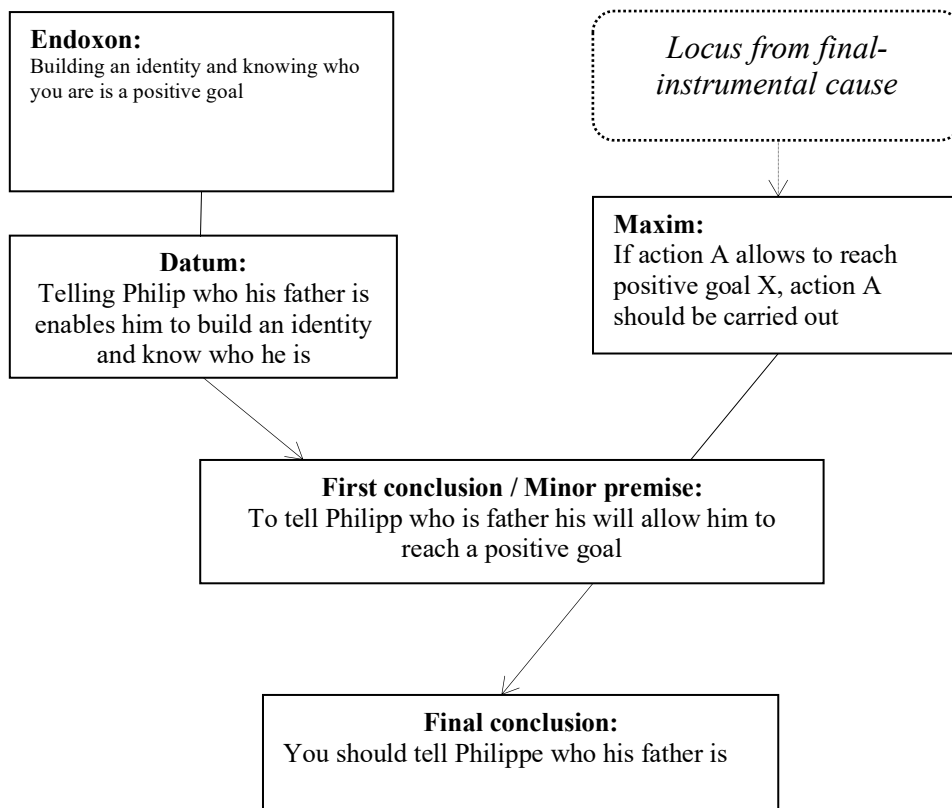 Endoxon:
Building an identity and knowing who
you are is a positive goal
Locus from final-
instrumental cause
Datum:
Telling Philip who his father is
enables him to build an identity
and know who he is
Maxim:
If action A allows to reach
positive goal X, action A
should be carried out
First conclusion / Minor premise:
To tell Philipp who is father his will allow him to
reach a positive goal
Final conclusion:
You should tell Philippe who his father is